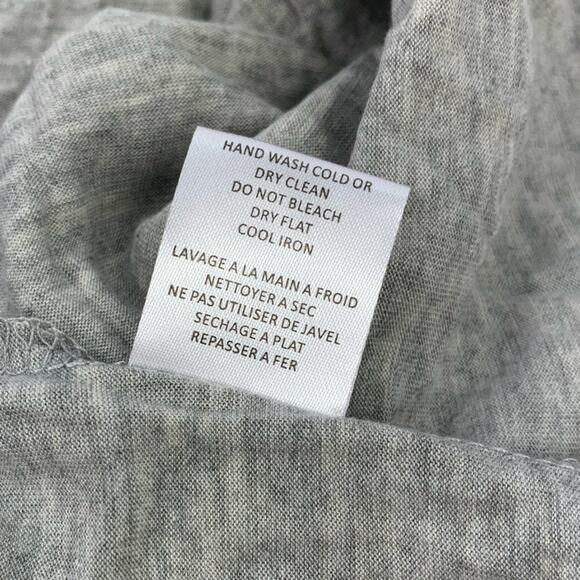 HAND WASH COLD OR
DRY CLEAN
DO NOT BLEACH
DRY FLAT
COOL IRON
LAVAGE A LA MAIN A FROID
NETTOYER A SEC
NE PAS UTILISER DE JAVEL
SECHAGE A PLAT
REPASSER A FER